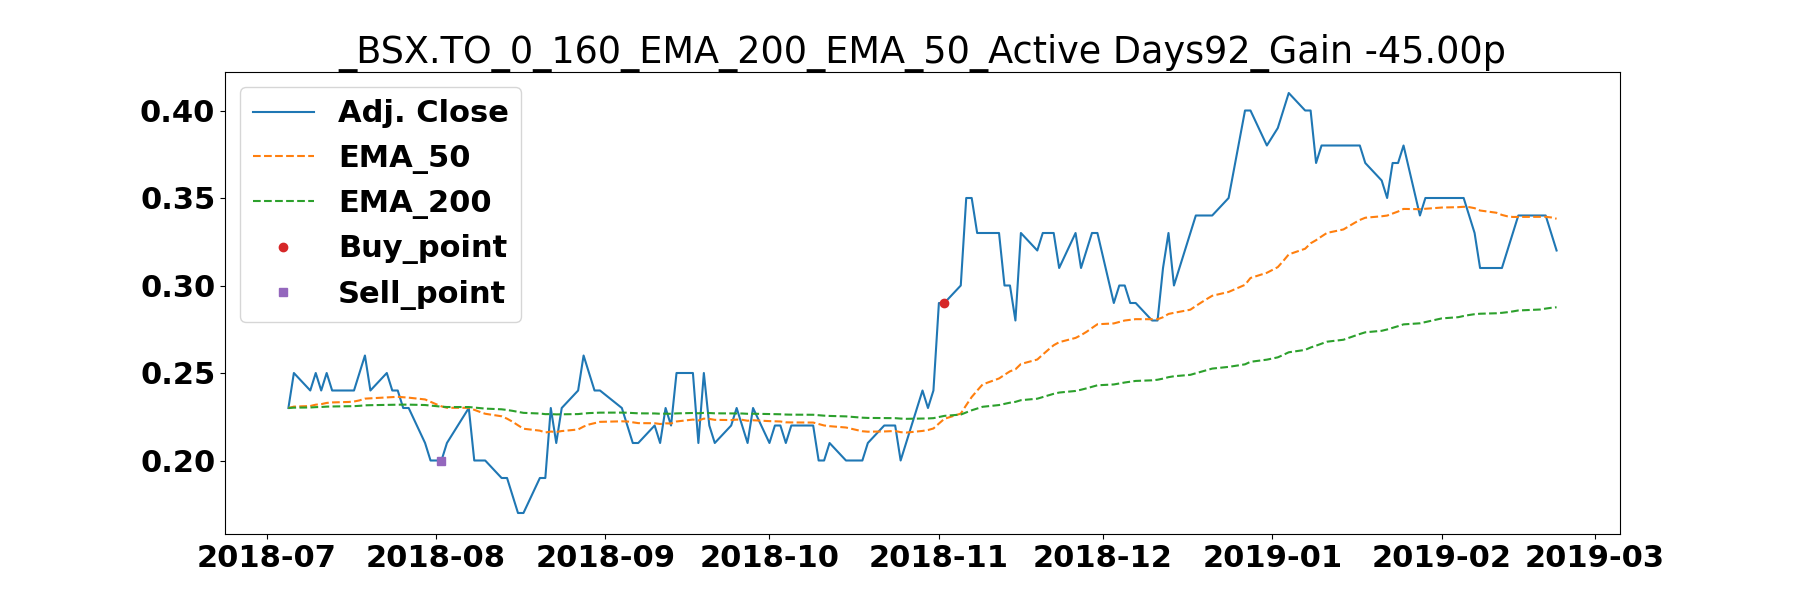 _BSX.TO_0_160_EMA_200_EMA_50_Active Days92_Gain -45.00p
Adj. Close
EMA_50
EMA_200
Buy_point
Sell_point
0.40
0.35
0.30
0.25
0.20
2018-07 2018-08 2018-09 2018-10 2018-11 2018-12 2019-01 2019-02 2019-03